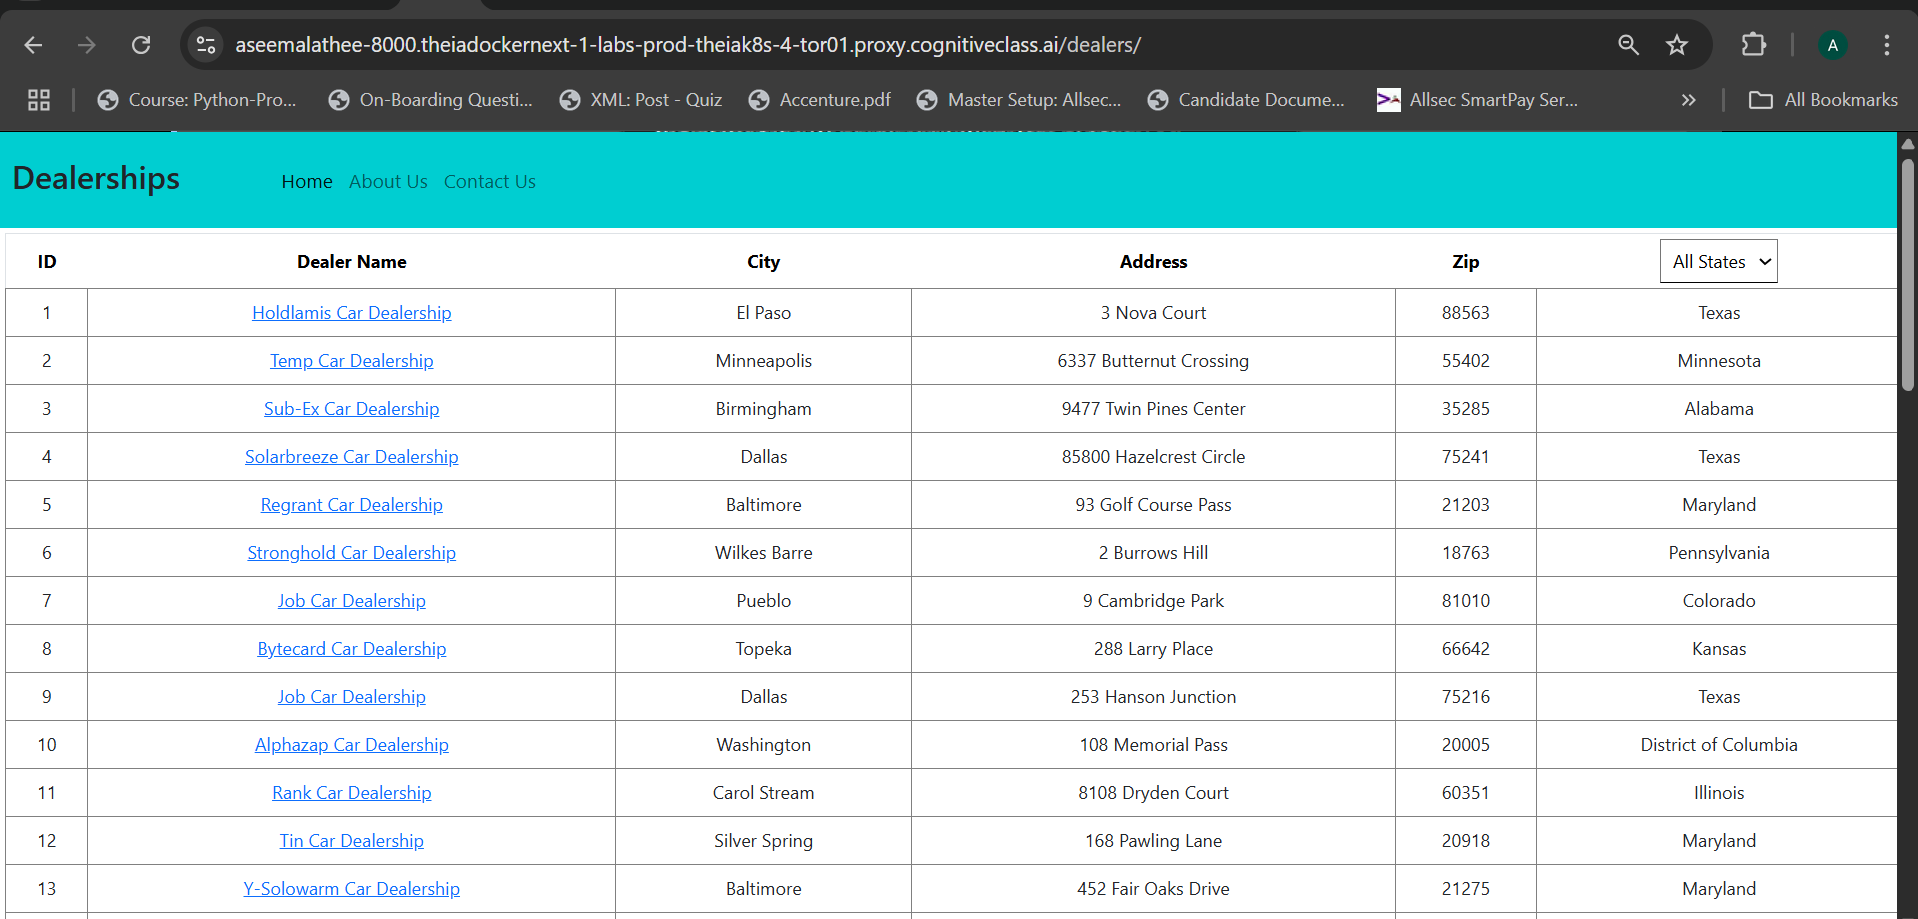 aseemalathee-8000.theiadockernext-1-labs-prod-theiak8s-4-tor01.proxy.cognitiveclass.ai/dealers/
A
Course: Python-Pro... On-Boarding Questi... XML: Post - Quiz Accenture.pdf Master Setup: Allsec... Candidate Docume... Allsec SmartPay Ser... » All Bookmarks
Dealerships Home About Us Contact Us
ID Dealer Name City Address Zip All States
1 Holdlamis Car Dealership El Paso 3 Nova Court 88563 Texas
2 Temp Car Dealership Minneapolis 6337 Butternut Crossing 55402 Minnesota
3 Sub-Ex Car Dealership Birmingham 9477 Twin Pines Center 35285 Alabama
4 Solarbreeze Car Dealership Dallas 85800 Hazelcrest Circle 75241 Texas
5 Regrant Car Dealership Baltimore 93 Golf Course Pass 21203 Maryland
6 Stronghold Car Dealership Wilkes Barre 2 Burrows Hill 18763 Pennsylvania
7 Job Car Dealership Pueblo 9 Cambridge Park 81010 Colorado
8 Bytecard Car Dealership Topeka 288 Larry Place 66642 Kansas
9 Job Car Dealership Dallas 253 Hanson Junction 75216 Texas
10 Alphazap Car Dealership Washington 108 Memorial Pass 20005 District of Columbia
11 Rank Car Dealership Carol Stream 8108 Dryden Court 60351 Illinois
12 Tin Car Dealership Silver Spring 168 Pawling Lane 20918 Maryland
13 Y-Solowarm Car Dealership Baltimore 452 Fair Oaks Drive 21275 Maryland